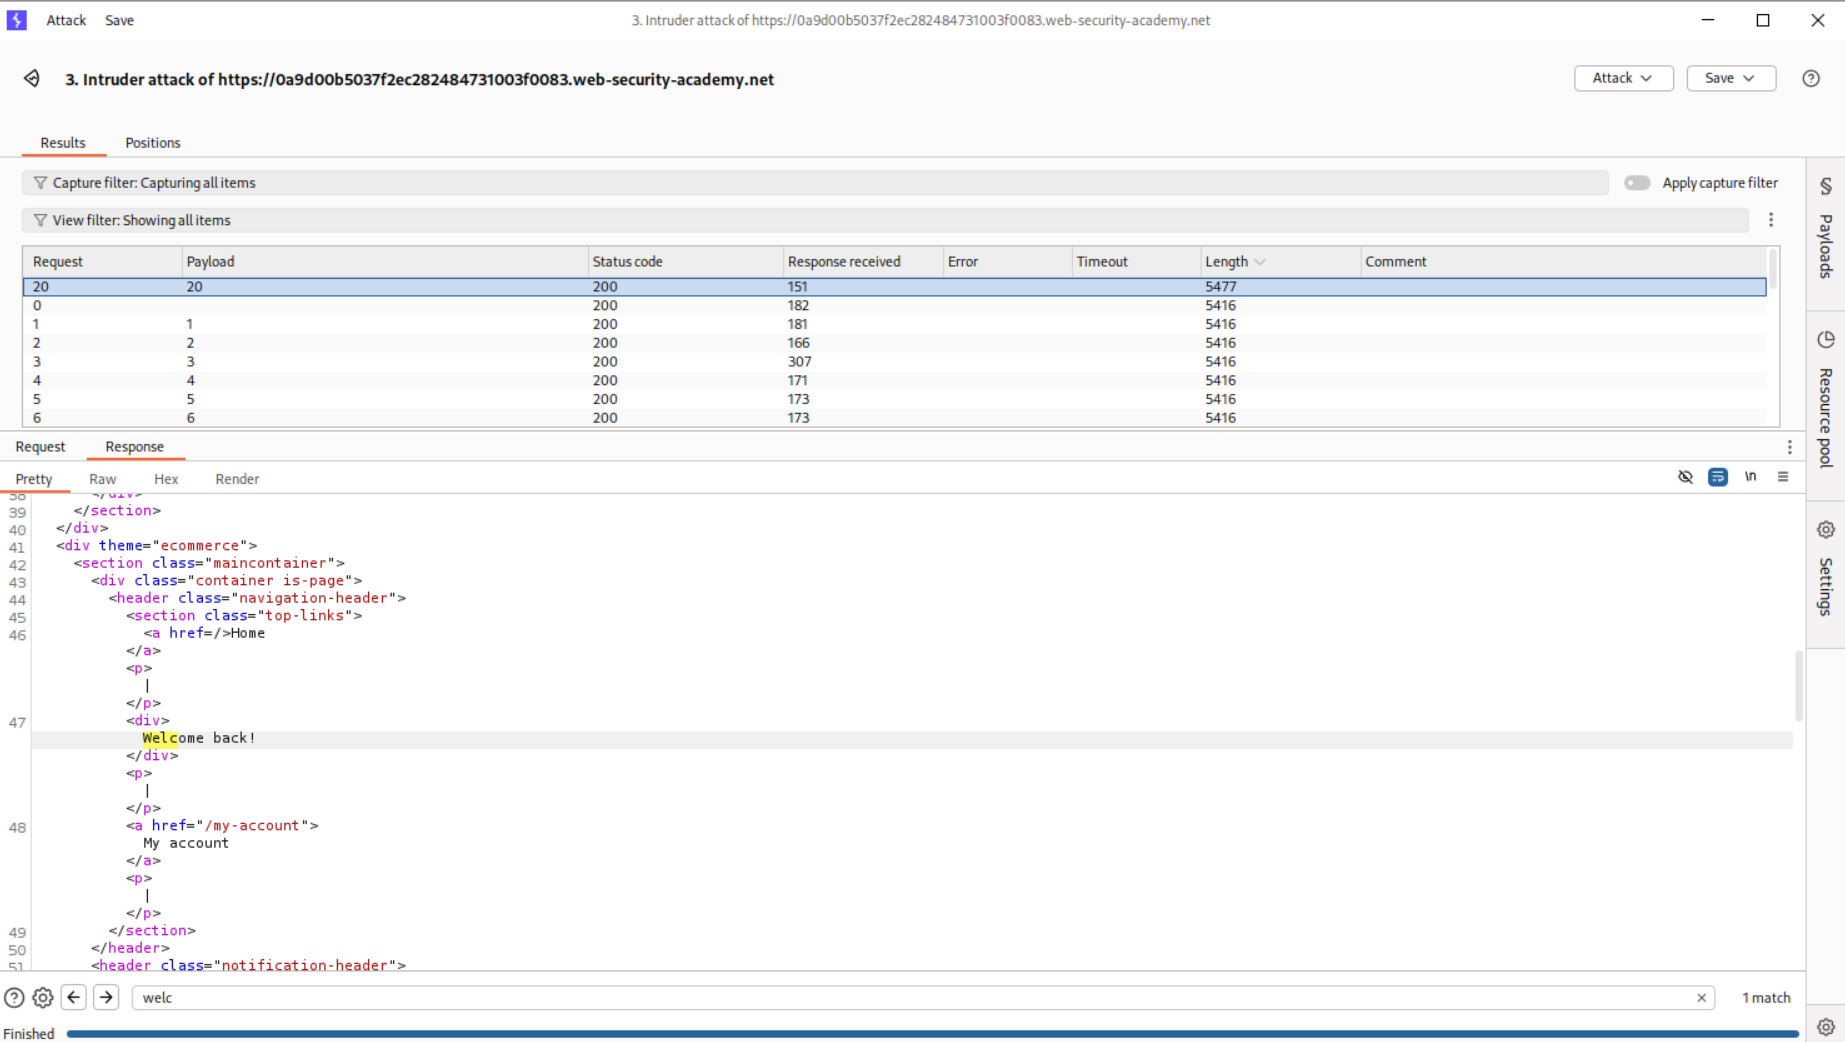 Attack Save 3. Intruder attack of https://0a9d00b5037f2ec282484731003f0083.web-security-academy.net
3. Intruder attack of https://0a9d00b5037f2ec282484731003f0083.web-security-academy.net Attack Save
Results Positions
Capture filter: Capturing all items Apply capture filter
View filter: Showing all items
Request Payload Status code Response received Error Timeout Length Comment
20 20 200 151 5477
0 200 182 5416
1 1 200 181 5416
2 2 200 166 5416
3 3 200 307 5416
4 4 200 171 5416
5 5 200 173 5416
6 6 200 173 5416
Request Response
Pretty Raw Hex Render \n
38 </div>
39 </section>
40 </div>
41 <div theme="ecommerce">
42 <section class="maincontainer">
43 <div class="container is-page">
44 <header class="navigation-header">
45 <section class="top-links">
46 <a href=/>Home
</a>
<p>
|
</p>
47 <div>
Welcome back!
</div>
<p>
|
</p>
48 <a href="/my-account">
My account
</a>
<p>
|
</p>
49 </section>
50 </header>
51 <header class="notification-header">
welc 1 match
Finished
§ Payloads
Resource pool
Settings